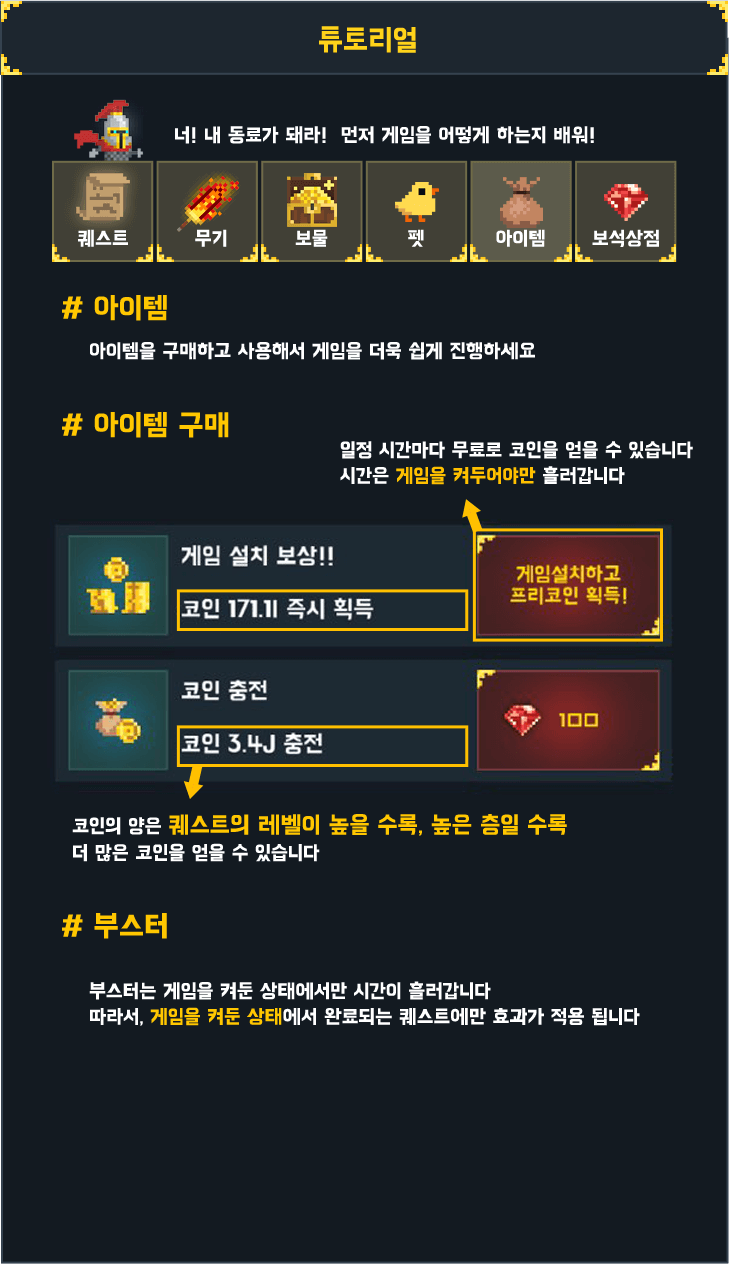 튜토리얼
너! 내 동료가 돼라! 먼저 게임을 어떻게 하는지 배워!
퀘스트 무기 보물 펫 아이템 보석상점
# 아이템
아이템을 구매하고 사용해서 게임을 더욱 쉽게 진행하세요
# 아이템 구매
일정 시간마다 무료로 코인을 얻을 수 있습니다
시간은 게임을 켜두어야만 흘러갑니다
게임 설치 보상!!
코인 171.1I 즉시 획득
게임설치하고
프리코인 획득!
코인 충전
코인 3.4J 충전
100
코인의 양은 퀘스트의 레벨이 높을 수록, 높은 층일 수록
더 많은 코인을 얻을 수 있습니다
# 부스터
부스터는 게임을 켜둔 상태에서만 시간이 흘러갑니다
따라서, 게임을 켜둔 상태에서 완료되는 퀘스트에만 효과가 적용 됩니다